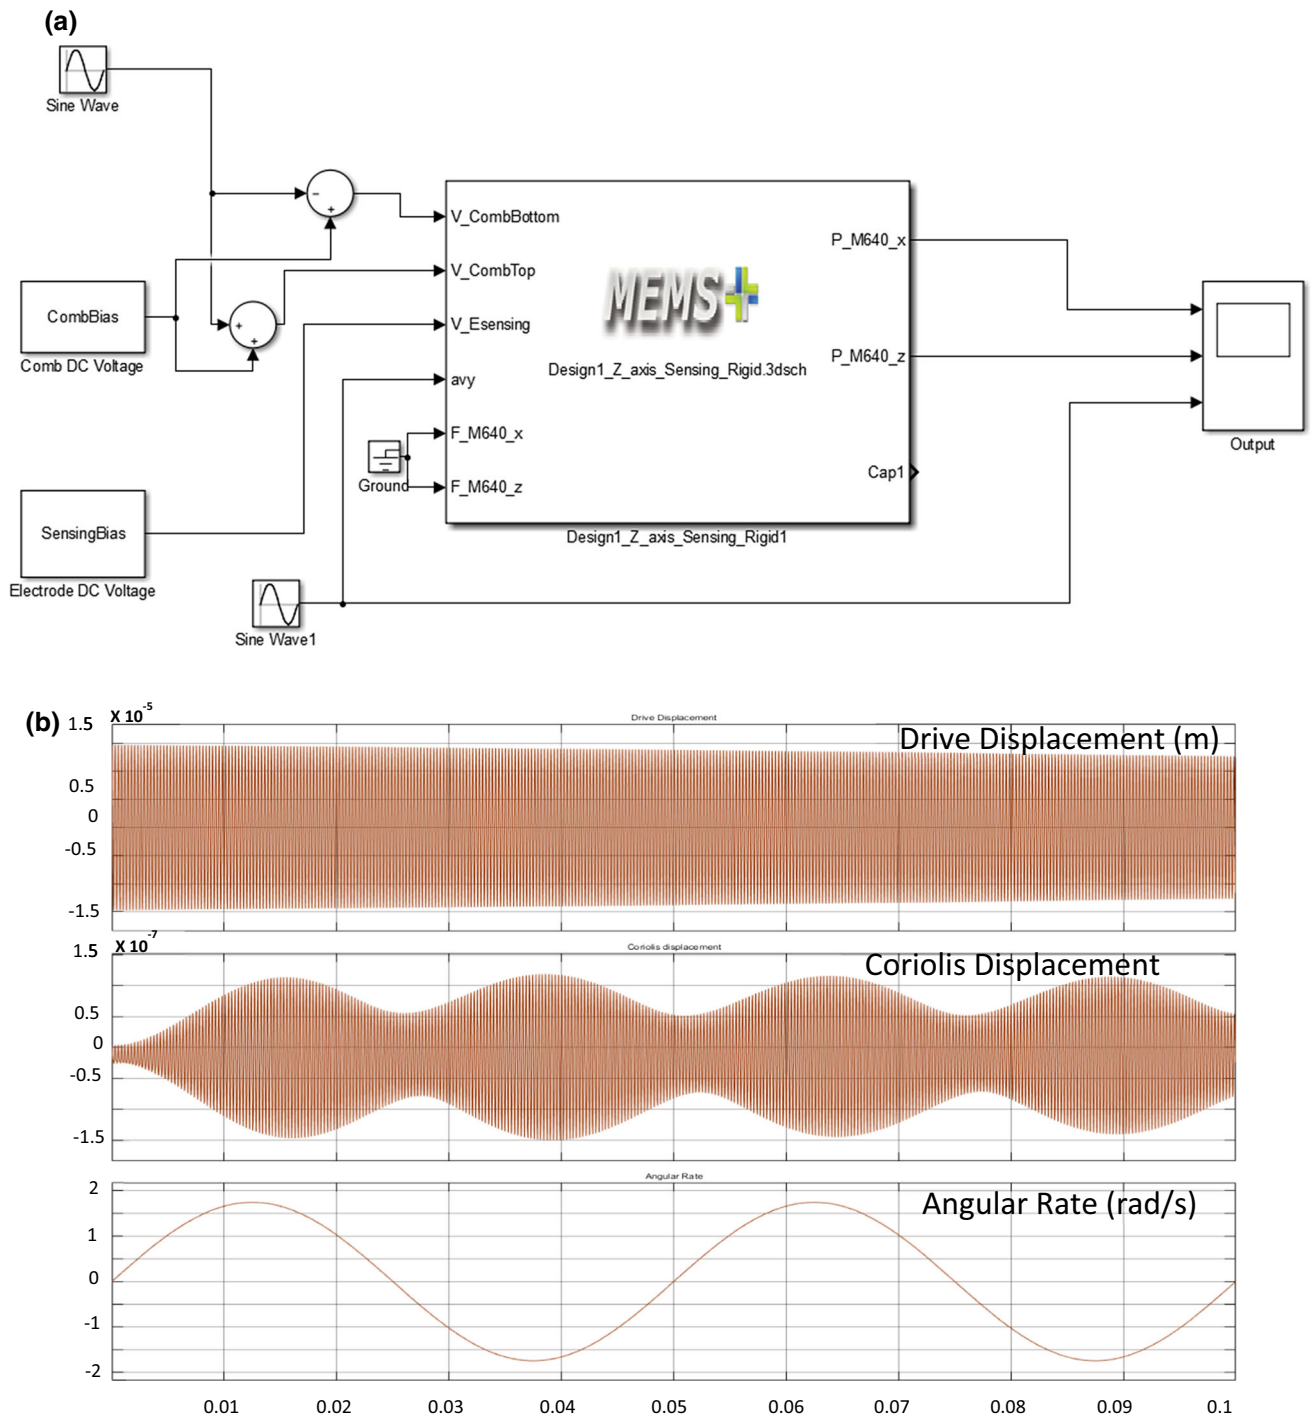 (a)
Sine Wave
−
+
V_CombBottom
P_M640_x
V_CombTop
MEMS+
CombBias
+
+
V_Esensing
Comb DC Voltage
Design1_Z_axis_Sensing_Rigid.3dsch
P_M640_z
avy
F_M640_x
Output
Ground
F_M640_z
Cap1
SensingBias
Design1_Z_axis_Sensing_Rigid1
Electrode DC Voltage
Sine Wave1
(b)
X 10-5
Drive Displacement
Drive Displacement (m)
1.5
0.5
0
-0.5
-1.5
X 10-7
Coriolis displacement
Coriolis Displacement
1.5
0.5
0
-0.5
-1.5
Angular Rate
Angular Rate (rad/s)
2
1
0
-1
-2
0.01 0.02 0.03 0.04 0.05 0.06 0.07 0.08 0.09 0.1